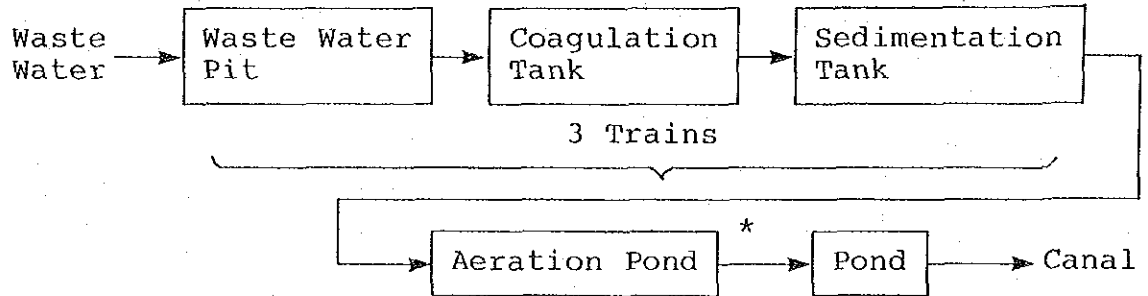 Waste Water
Waste Water Pit
Coagulation Tank
Sedimentation Tank
3 Trains
Aeration Pond
*
Pond
Canal